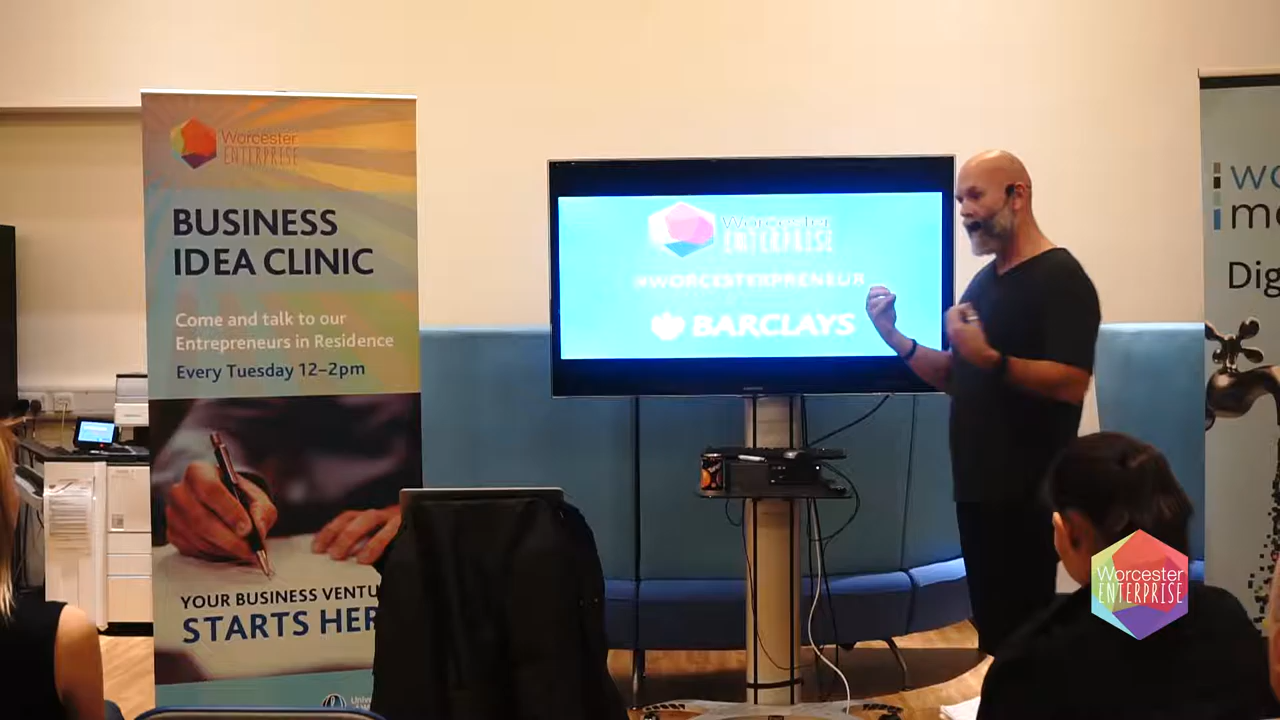 Worcester
ENTERPRISE
BUSINESS
IDEA CLINIC
Come and talk to our
Entrepreneurs in Residence
Every Tuesday 12–2pm
YOUR BUSINESS VENTU
STARTS HER
Worcester
ENTERPRISE
#WORCESTERPRENEUR
BARCLAYS
Dig
Worcester
ENTERPRISE